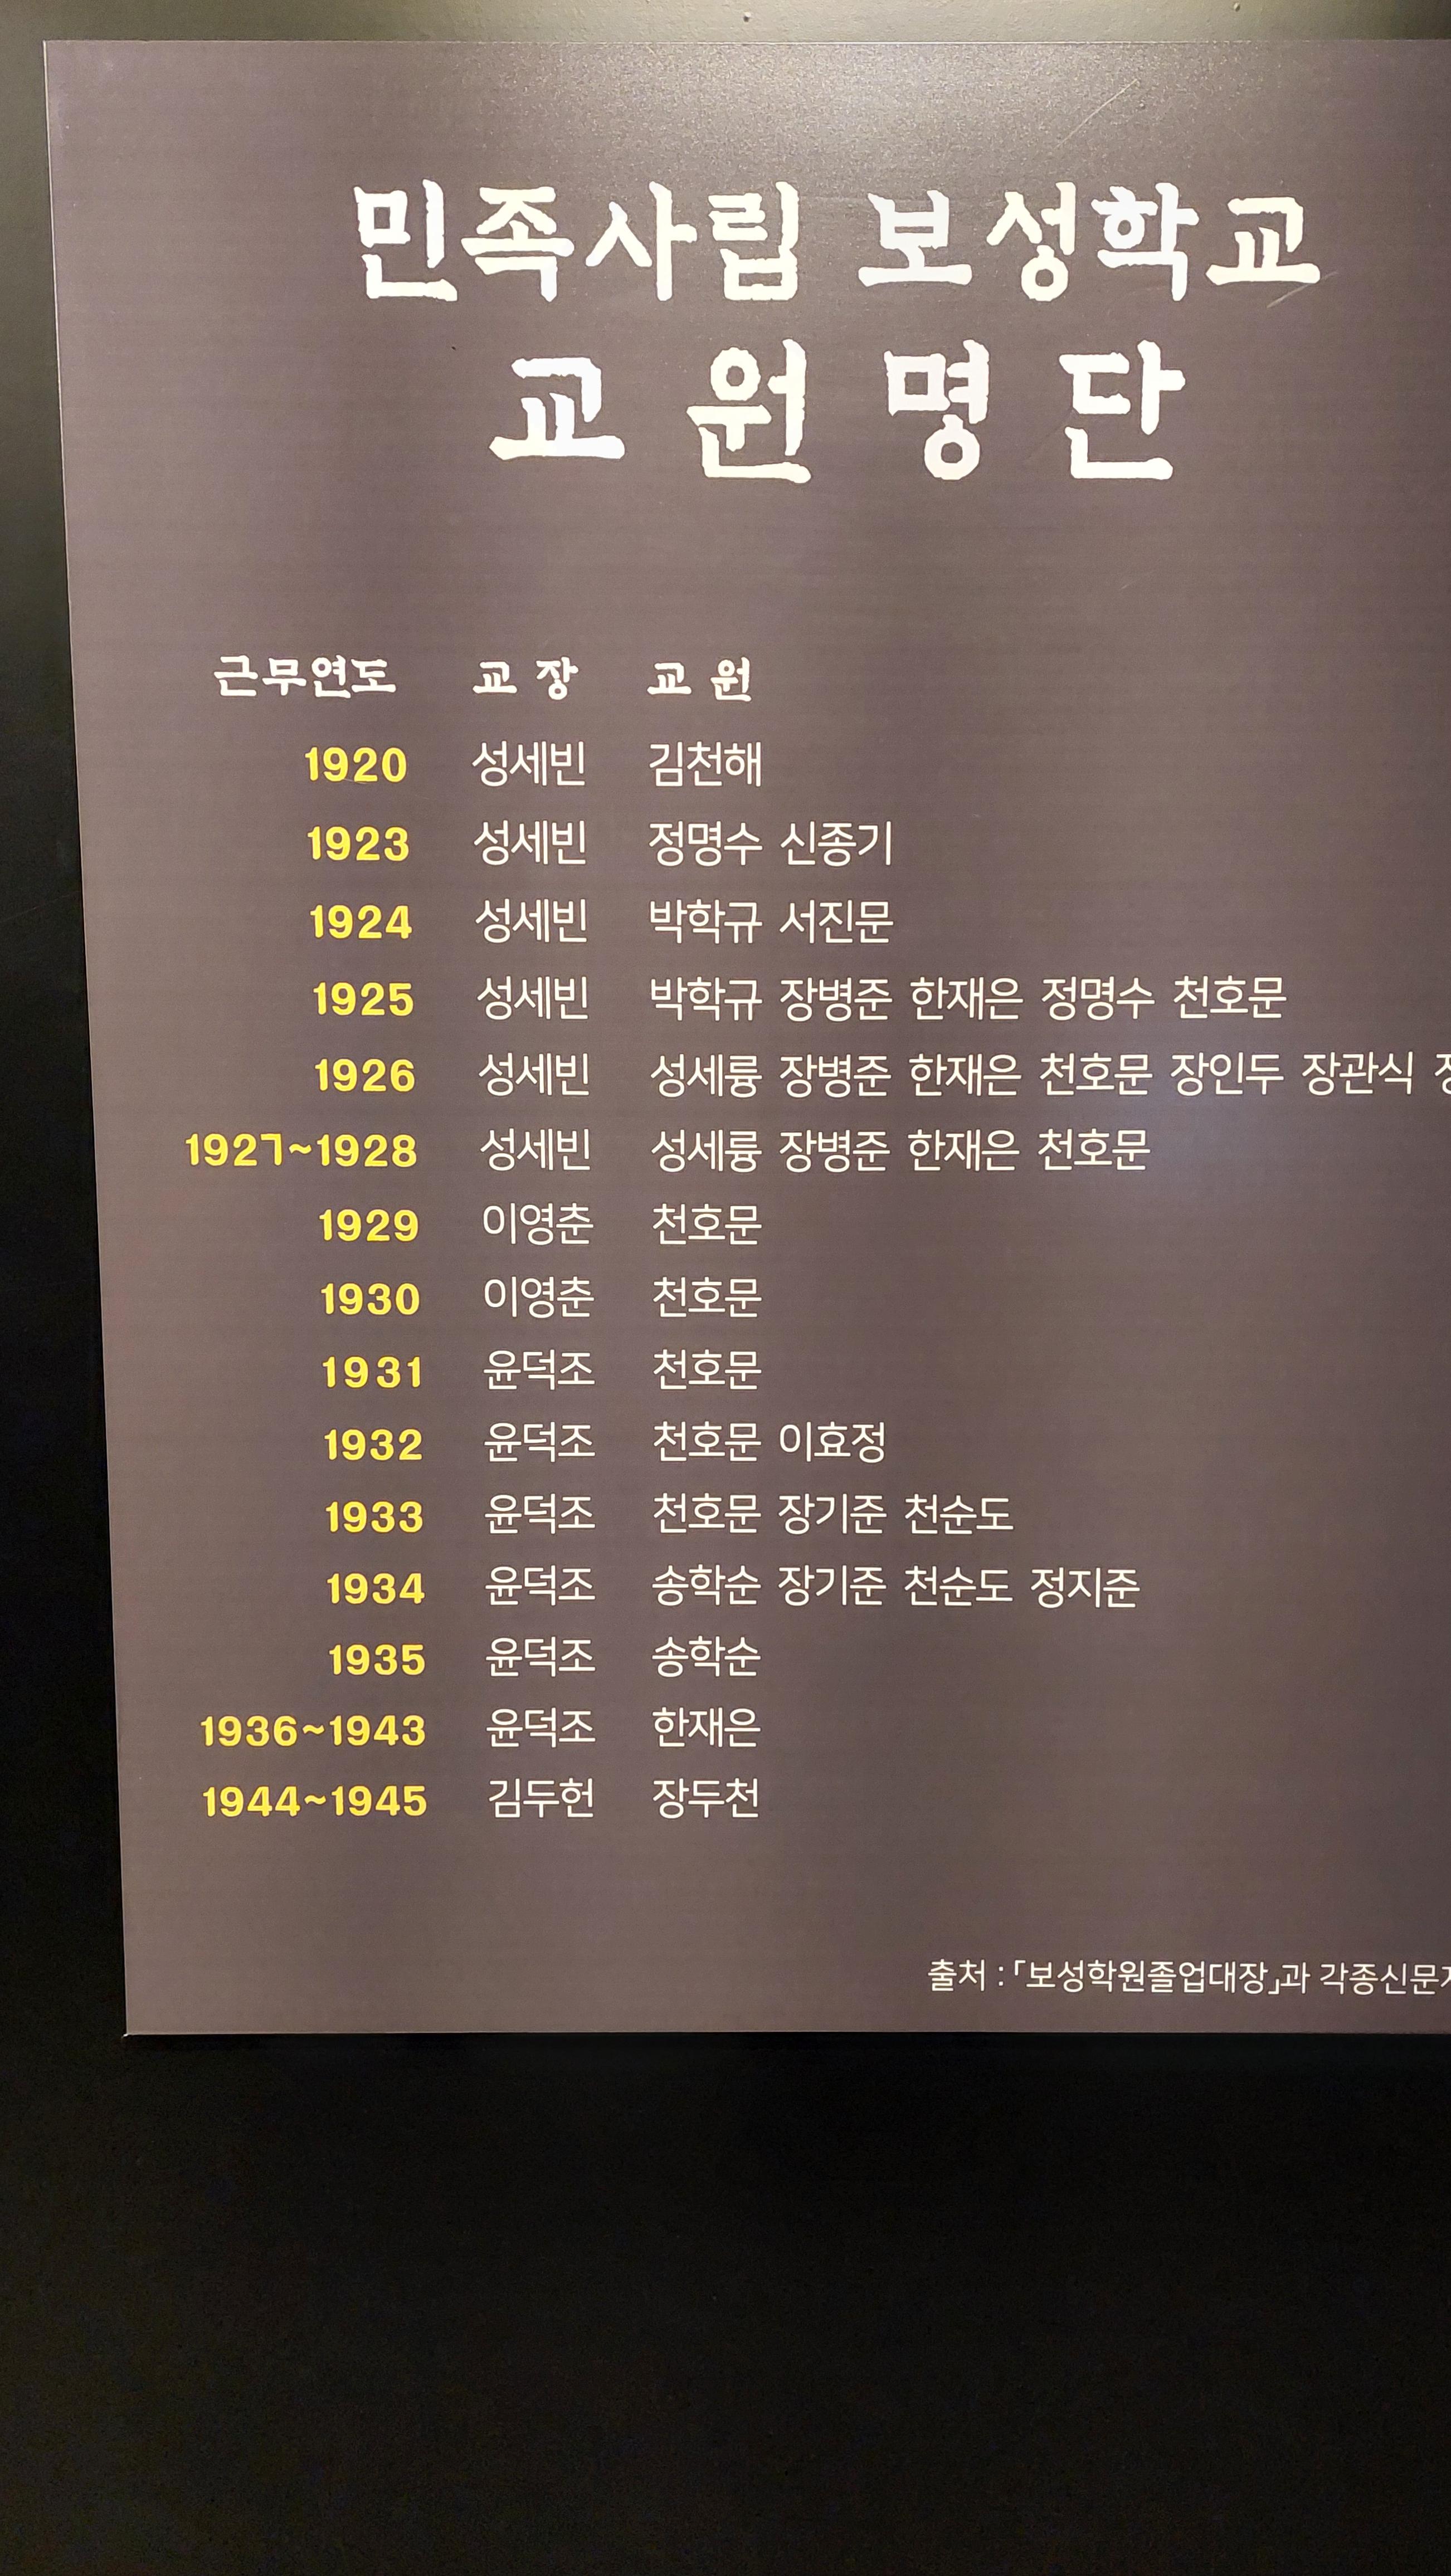 민족사립 보성학교
교 원 명 단
근무연도 교 장 교 원
1920 성세빈 김천해
1923 성세빈 정명수 신종기
1924 성세빈 박학규 서진문
1925 성세빈 박학규 장병준 한재은 정명수 천호문
1926 성세빈 성세륭 장병준 한재은 천호문 장인두 장관식
1927~1928 성세빈 성세륭 장병준 한재은 천호문
1929 이영춘 천호문
1930 이영춘 천호문
1931 윤덕조 천호문
1932 윤덕조 천호문 이효정
1933 윤덕조 천호문 장기준 천순도
1934 윤덕조 송학순 장기준 천순도 정지준
1935 윤덕조 송학순
1936~1943 윤덕조 한재은
1944~1945 김두헌 장두천
출처 : 「보성학원졸업대장」과 각종신문